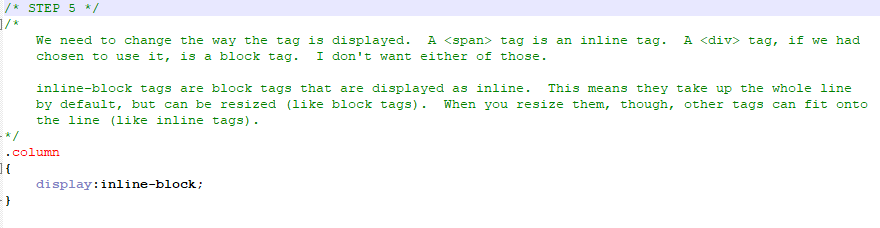 /* STEP 5 */
/*
We need to change the way the tag is displayed.  A <span> tag is an inline tag.  A <div> tag, if we had
chosen to use it, is a block tag.  I don't want either of those.
inline-block tags are block tags that are displayed as inline.  This means they take up the whole line
by default, but can be resized (like block tags).  When you resize them, though, other tags can fit onto
the line (like inline tags).
*/
.column
{
display:inline-block;
}